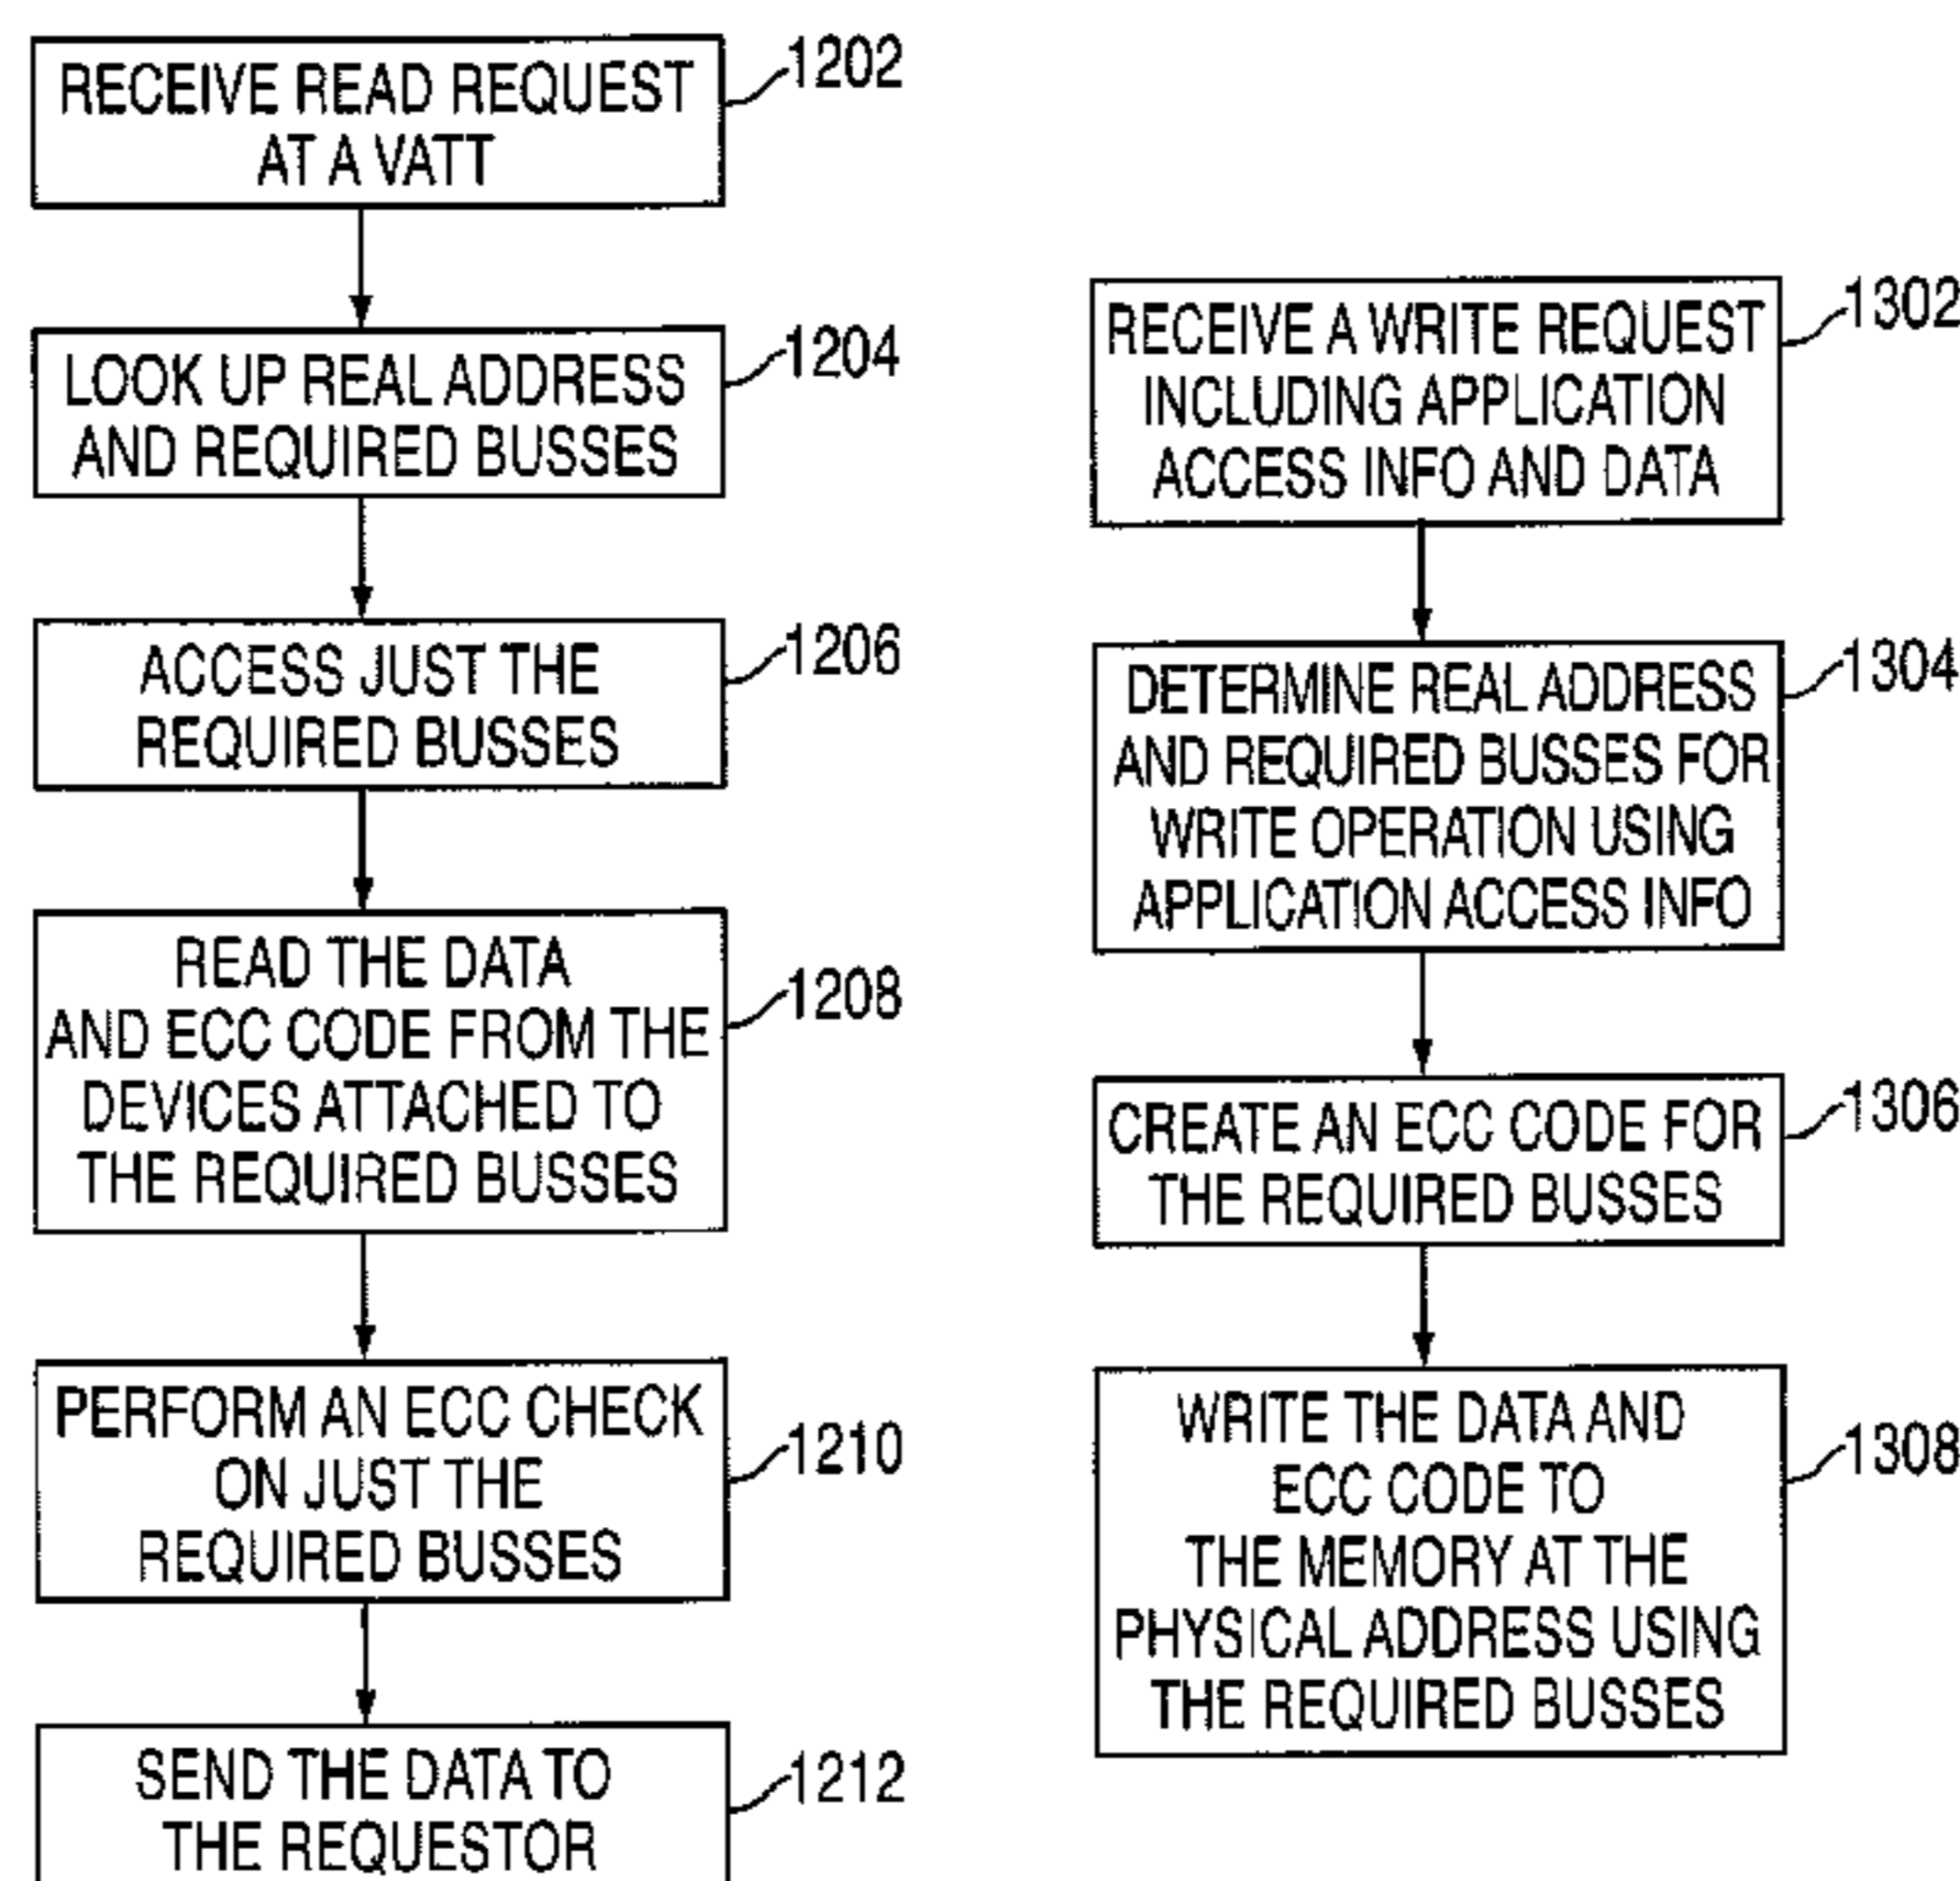 RECEIVE READ REQUEST
AT A VATT
1202
LOOK UP REAL ADDRESS
AND REQUIRED BUSSES
1204
ACCESS JUST THE
REQUIRED BUSSES
1206
READ THE DATA
AND ECC CODE FROM THE
DEVICES ATTACHED TO
THE REQUIRED BUSSES
1208
PERFORM AN ECC CHECK
ON JUST THE
REQUIRED BUSSES
1210
SEND THE DATA TO
THE REQUESTOR
1212
RECEIVE A WRITE REQUEST
INCLUDING APPLICATION
ACCESS INFO AND DATA
1302
DETERMINE REAL ADDRESS
AND REQUIRED BUSSES FOR
WRITE OPERATION USING
APPLICATION ACCESS INFO
1304
CREATE AN ECC CODE FOR
THE REQUIRED BUSSES
1306
WRITE THE DATA AND
ECC CODE TO
THE MEMORY AT THE
PHYSICAL ADDRESS USING
THE REQUIRED BUSSES
1308